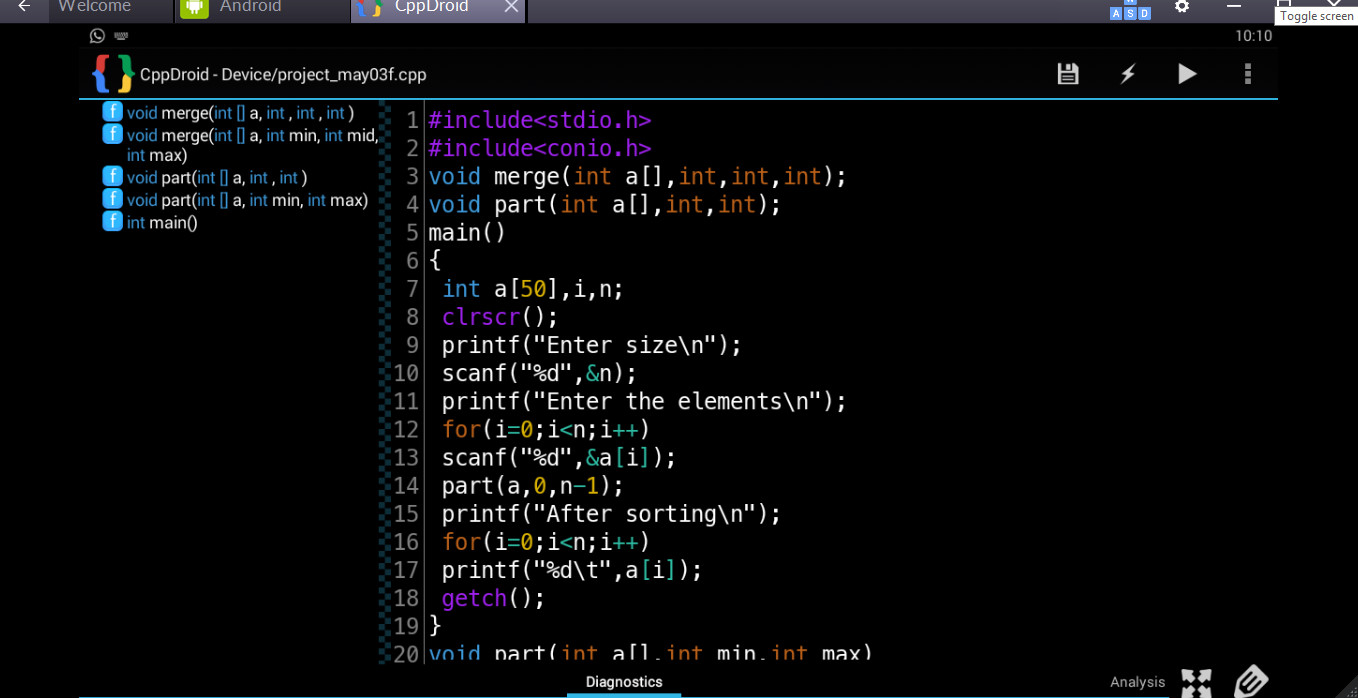 Welcome
Android
CppDroid
A S D
Toggle screen
10:10
CppDroid - Device/project_may03f.cpp
f void merge(int [] a, int , int , int )
f void merge(int [] a, int min, int mid,
int max)
f void part(int [] a, int , int )
f void part(int [] a, int min, int max)
f int main()
1 #include<stdio.h>
2 #include<conio.h>
3 void merge(int a[],int,int,int);
4 void part(int a[],int,int);
5 main()
6 {
7 int a[50],i,n;
8 clrscr();
9 printf("Enter size\n");
10 scanf("%d",&n);
11 printf("Enter the elements\n");
12 for(i=0;i<n;i++)
13 scanf("%d",&a[i]);
14 part(a,0,n-1);
15 printf("After sorting\n");
16 for(i=0;i<n;i++)
17 printf("%d\t",a[i]);
18 getch();
19 }
20 void part(int a[],int min,int max)
Diagnostics
Analysis